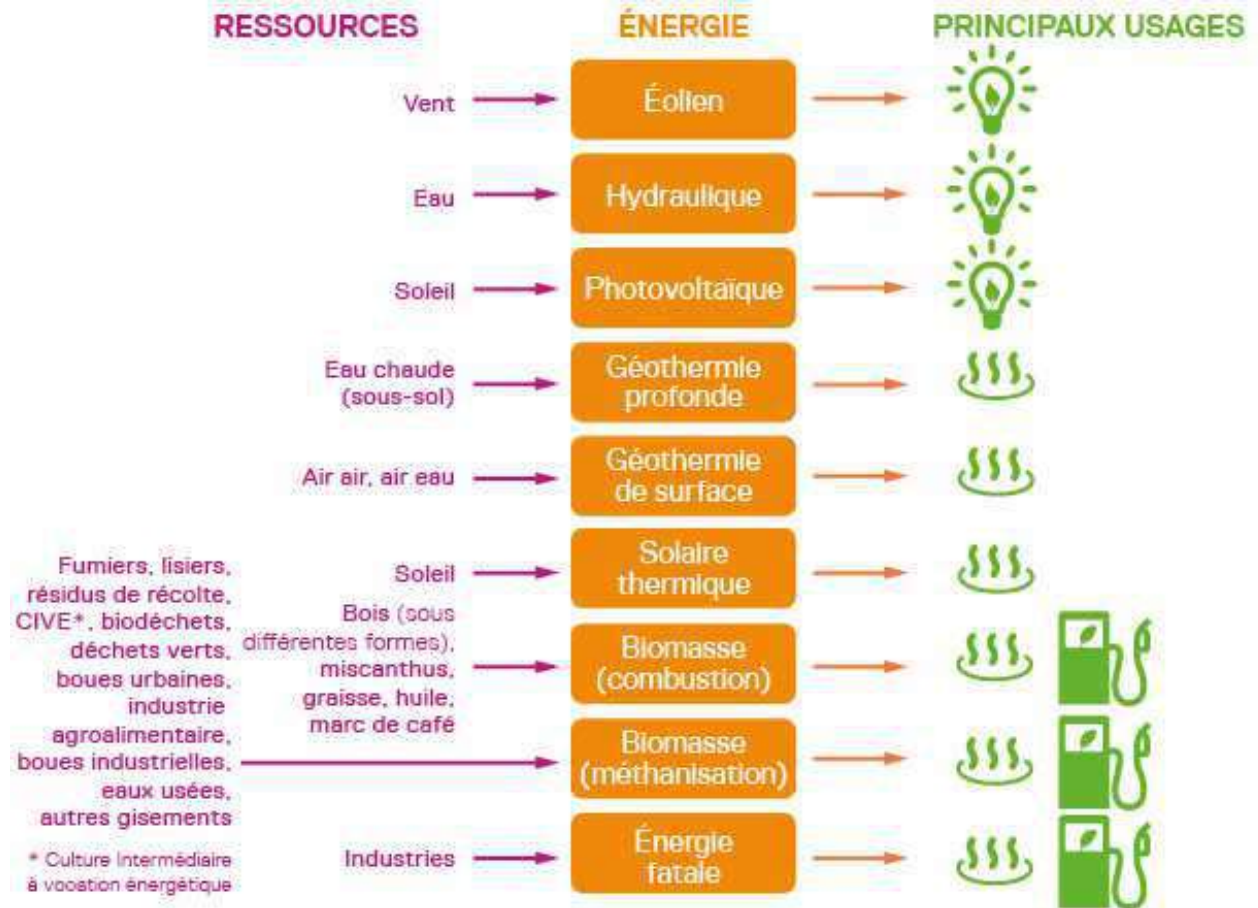 RESSOURCES
ÉNERGIE
PRINCIPAUX USAGES
Vent
Éolien
Eau
Hydraulique
Soleil
Photovoltaïque
Eau chaude
(sous-sol)
Géothermie
profonde
Air air, air eau
Géothermie
de surface
Soleil
Solaire
thermique
Bois (sous
différentes formes),
miscanthus,
graisse, huile,
marc de café
Biomasse
(combustion)
Fumiers, lisiers,
résidus de récolte,
CIVE*, biodéchets,
déchets verts,
boues urbaines,
industrie
agroalimentaire,
boues industrielles,
eaux usées,
autres gisements
Biomasse
(méthanisation)
Industries
Énergie
fatale
* Culture Intermédiaire
à vocation énergétique